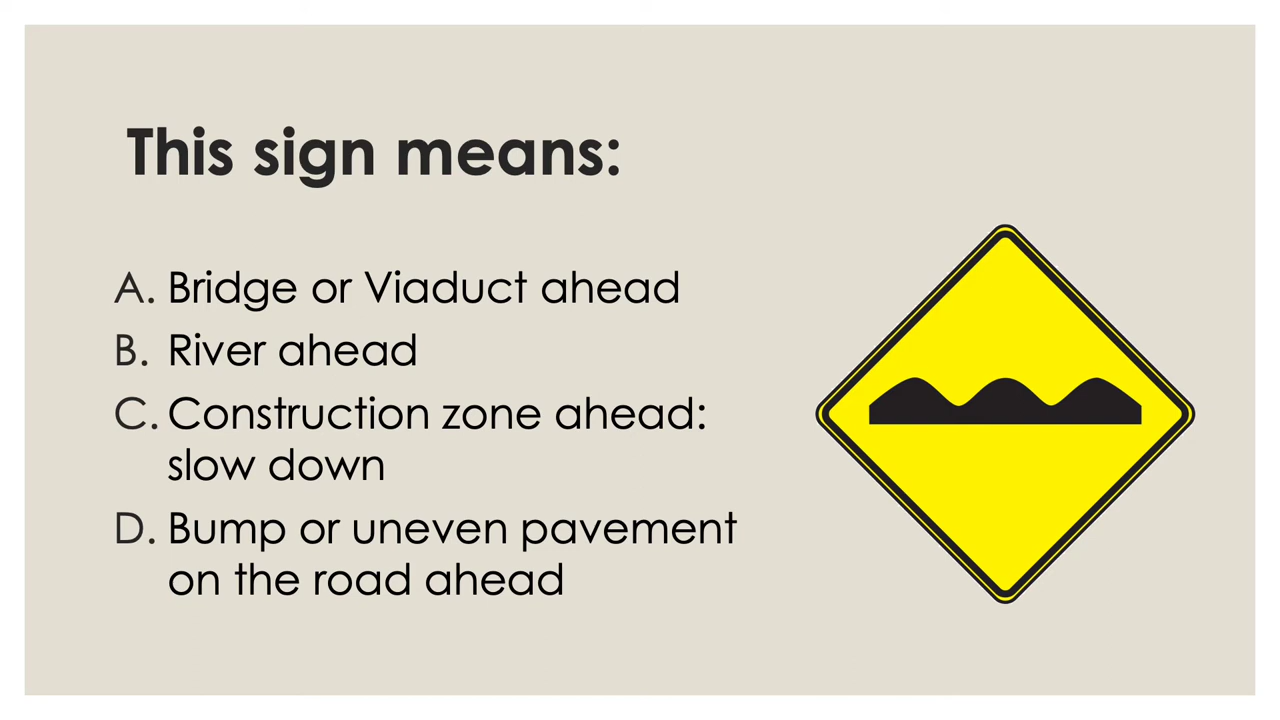 This sign means:
A. Bridge or Viaduct ahead
B. River ahead
C. Construction zone ahead:
slow down
D. Bump or uneven pavement
on the road ahead